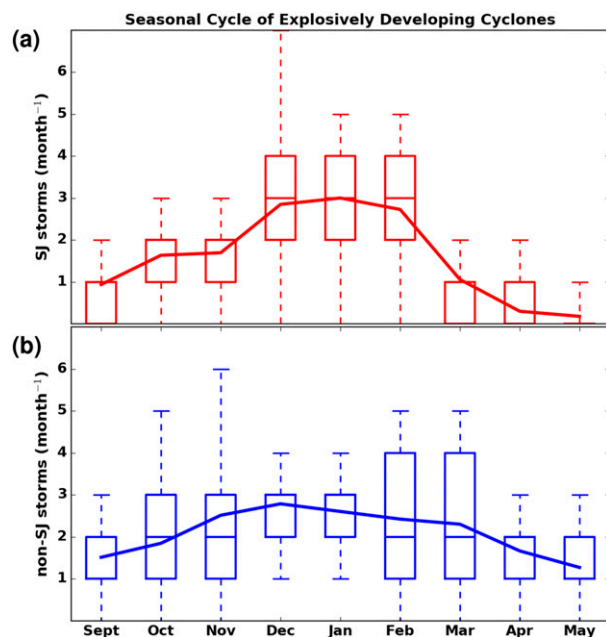 Seasonal Cycle of Explosively Developing Cyclones
(a)
SJ storms (month⁻¹)
6
5
4
3
2
1
(b)
non-SJ storms (month⁻¹)
6
5
4
3
2
1
Sept Oct Nov Dec Jan Feb Mar Apr May